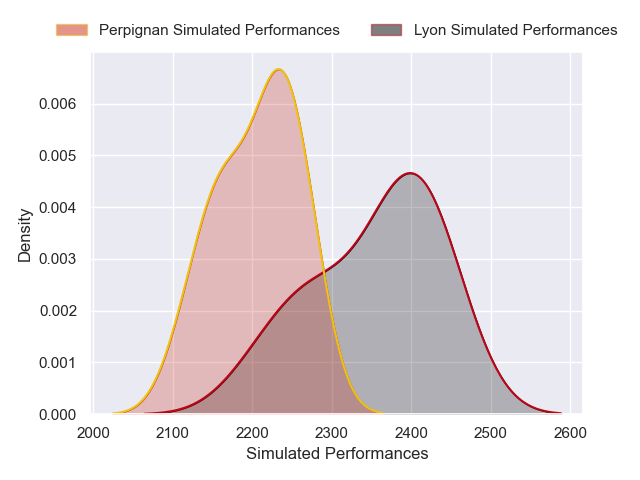 Perpignan Simulated Performances Lyon Simulated Performances
0.006
0.005
0.004
0.003
0.002
0.001
0.000
Density
2000 2100 2200 2300 2400 2500 2600
Simulated Performances